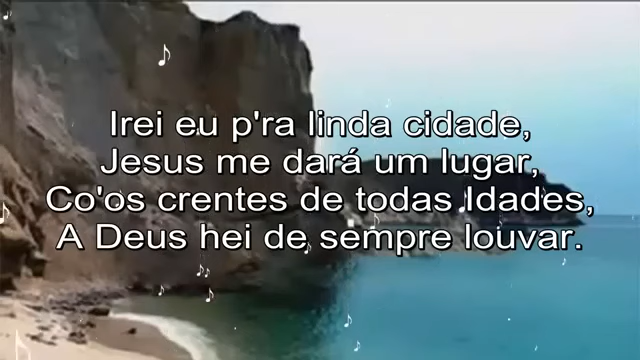 Irei eu p'ra linda cidade,
Jesus me dará um lugar,
Co'os crentes de todas Idades,
A Deus hei de sempre louvar.